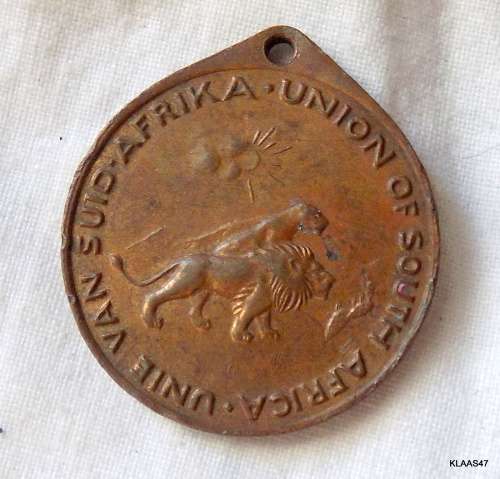 UNIE VAN SUID·AFRIKA · UNION OF SOUTH AFRICA ·
KLAAS47